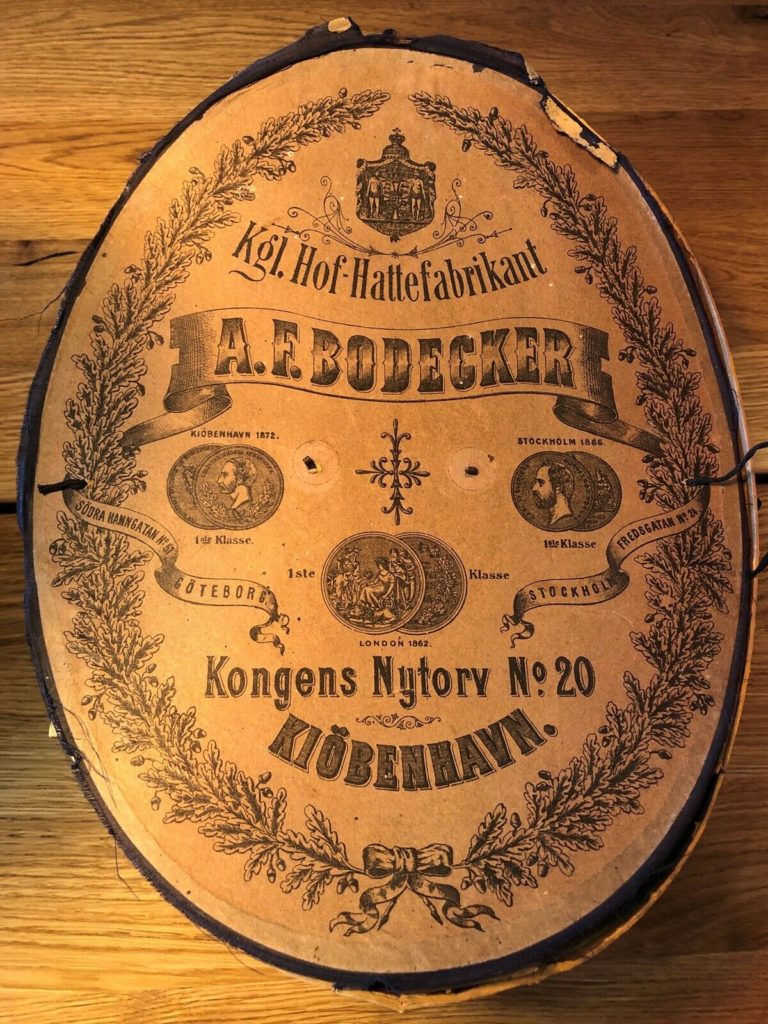 Kgl. Hof-Hattefabrikant
A. F. BODECKER
KIÖBENHAVN 1872.
STOCKHOLM 1866.
1ste Klasse.
1ste Klasse
SÖDRA HAMNGATAN No 51
GÖTEBORG
FREDSGATAN No 24
STOCKHOLM
1ste Klasse
LONDON 1862.
Kongens Nytorv No 20
KIÖBENHAVN.